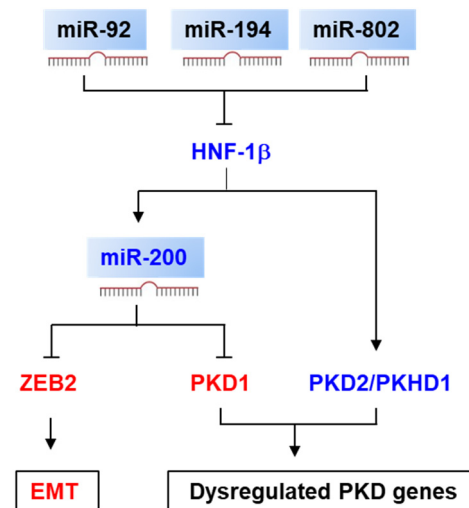 miR-92 miR-194 miR-802
HNF-1β
miR-200
ZEB2 PKD1 PKD2/PKHD1
EMT Dysregulated PKD genes